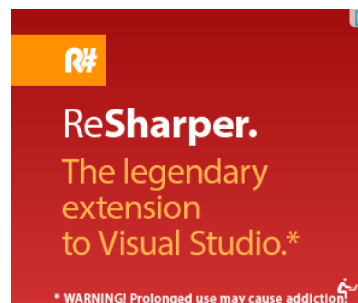 R#
ReSharper.
The legendary
extension
to Visual Studio.*
* WARNING! Prolonged use may cause addiction!